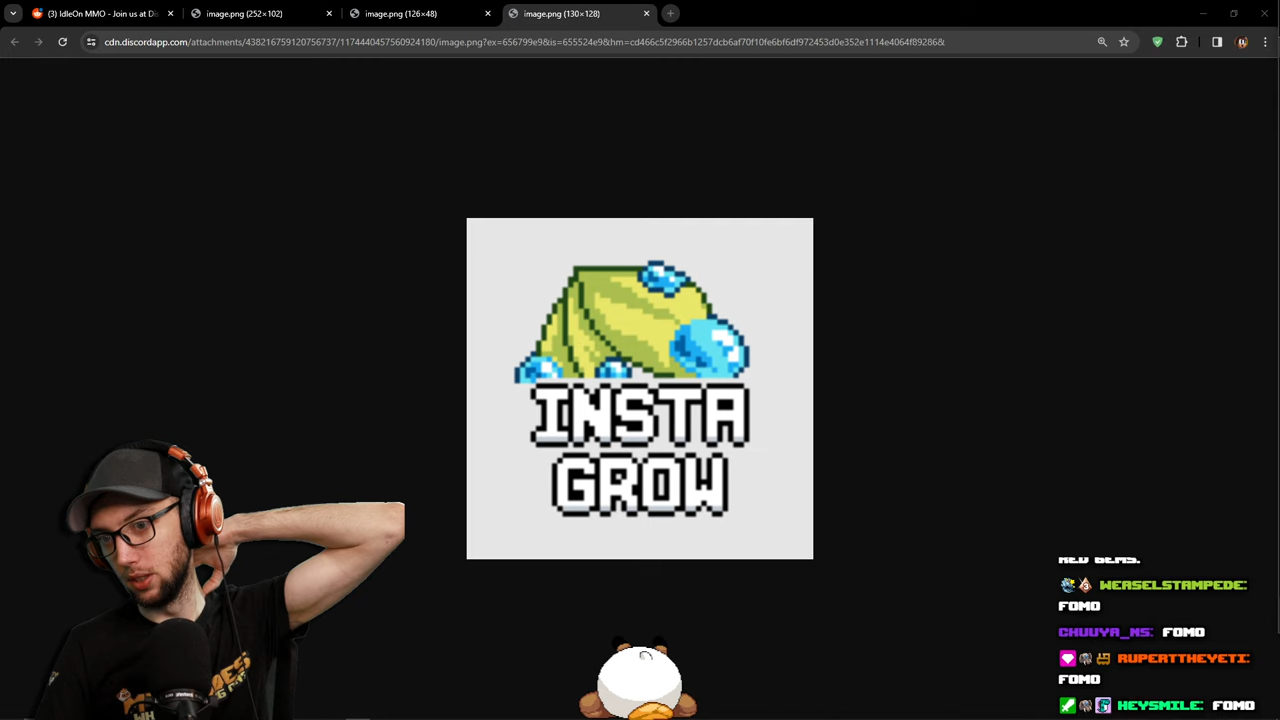 (3) IdleOn MMO - Join us at Di
image.png (252×102)
image.png (126×48)
image.png (130×128)
cdn.discordapp.com/attachments/438216759120756737/1174440457560924180/image.png?ex=656799e9&is=655524e9&hm=cd466c5f2966b1257dcb6af70f10fe6bf6df972453d0e352e1114e4064f89286&
INSTA
GROW
NEW GEMS.
WEASELSTAMPEDE:
FOMO
CHUUYA_MS: FOMO
RUPERTTHEYETI:
FOMO
HEYSMILE: FOMO